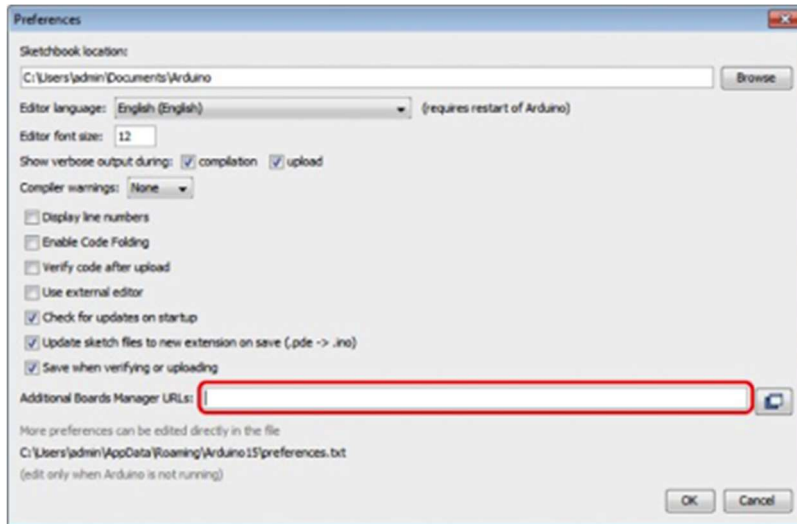 Preferences
Sketchbook location:
C:\Users\admin\Documents\Arduino
Browse
Editor language: English (English) (requires restart of Arduino)
Editor font size: 12
Show verbose output during: compilation upload
Compiler warnings: None
Display line numbers
Enable Code Folding
Verify code after upload
Use external editor
Check for updates on startup
Update sketch files to new extension on save (.pde -> .ino)
Save when verifying or uploading
Additional Boards Manager URLs:
More preferences can be edited directly in the file
C:\Users\admin\AppData\Roaming\Arduino15\preferences.txt
(edit only when Arduino is not running)
OK Cancel